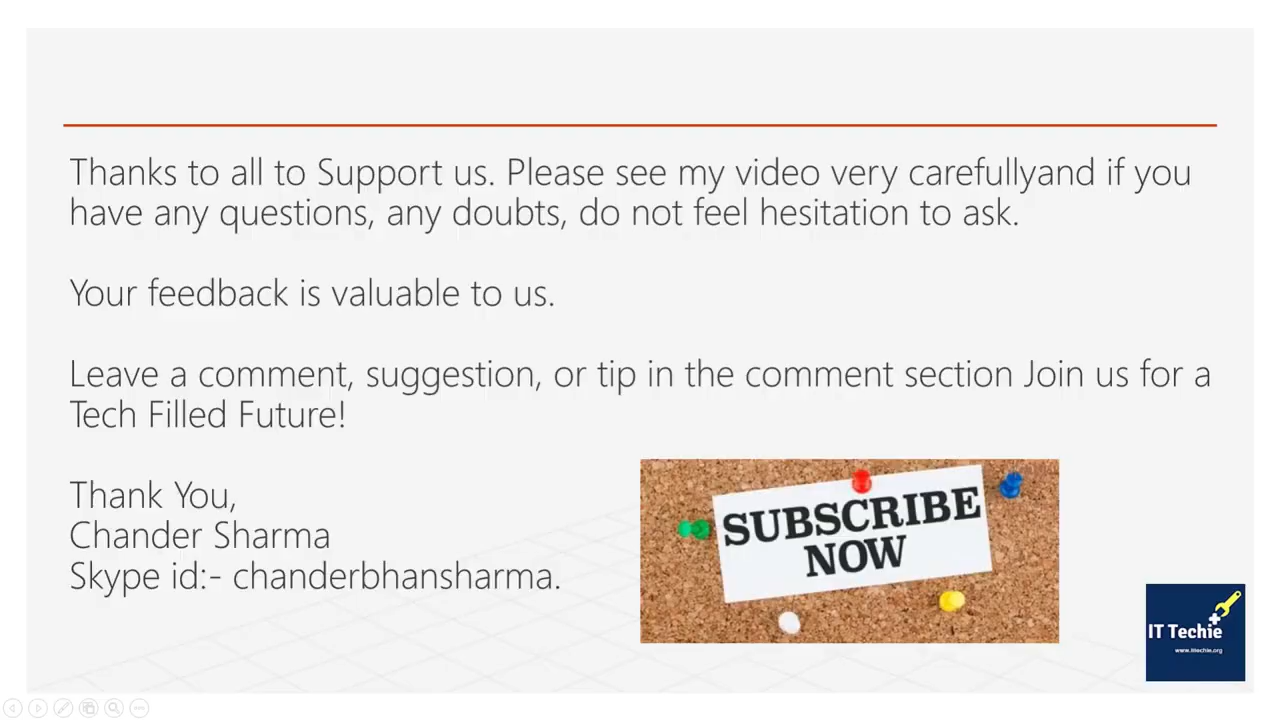 Thanks to all to Support us. Please see my video very carefullyand if you
have any questions, any doubts, do not feel hesitation to ask.
Your feedback is valuable to us.
Leave a comment, suggestion, or tip in the comment section Join us for a
Tech Filled Future!
Thank You,
Chander Sharma
Skype id:- chanderbhansharma.
SUBSCRIBE
NOW
IT Techie
www.ititechie.org